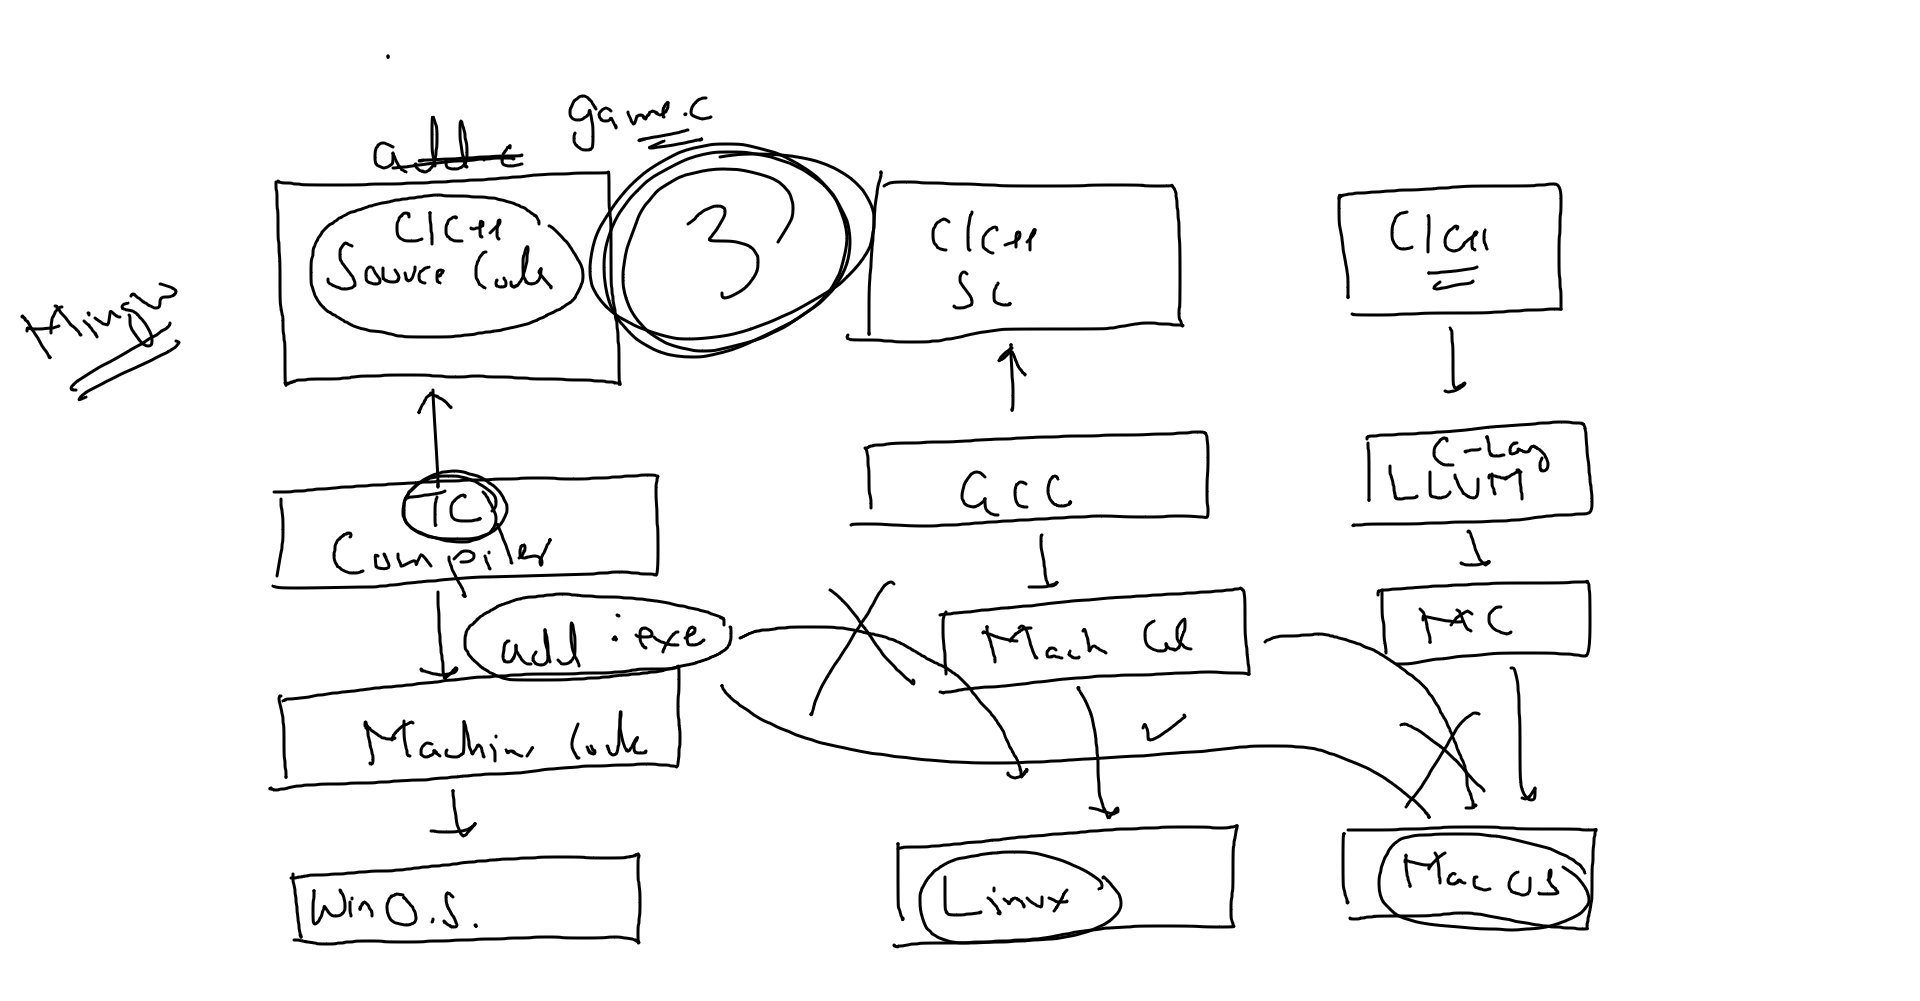 game.c
add.c
C/C++
Source Code
3
C/C++
SC
C/C++
Mingw
TC
Compiler
GCC
C-Lang
LLVM
add.exe
Mach Cd
MC
Machine Code
Win O.S.
Linux
Mac OS